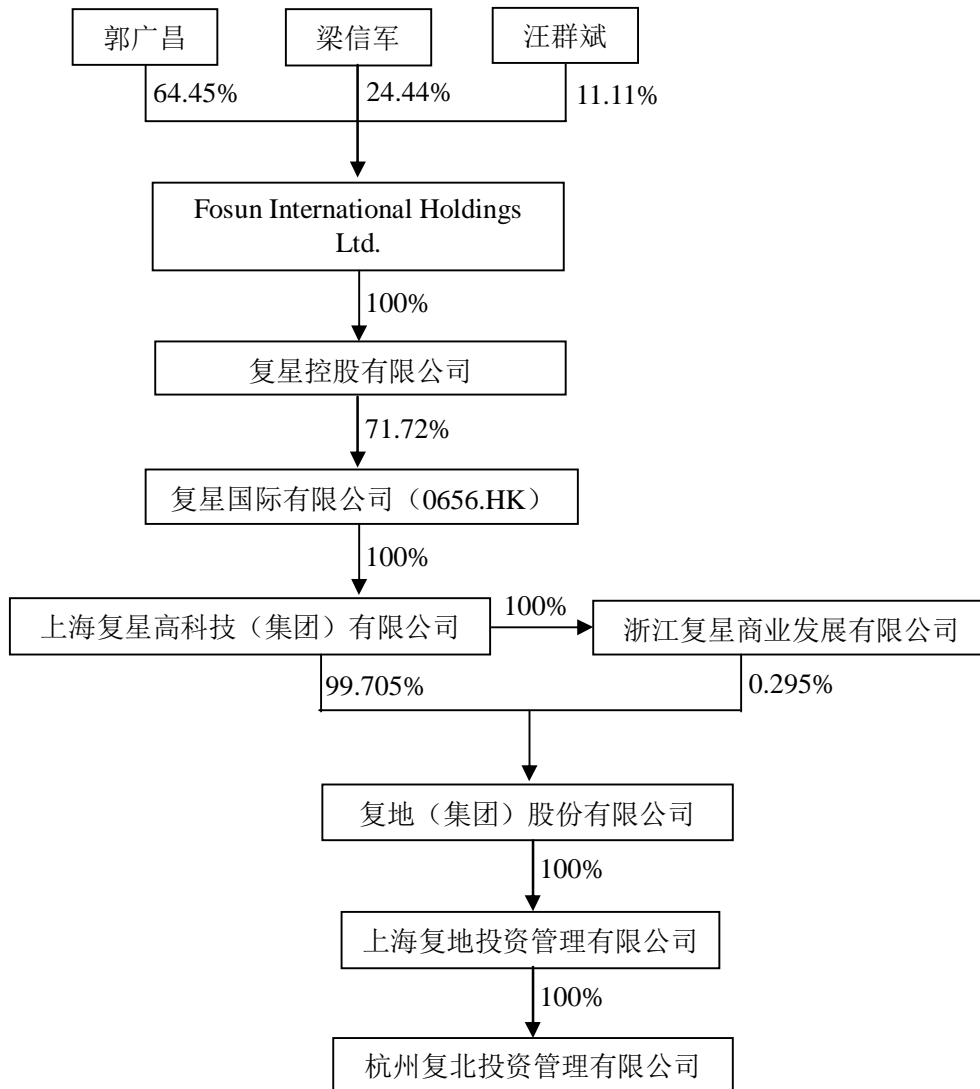 郭广昌
梁信军
汪群斌
64.45%
24.44%
11.11%
Fosun International Holdings
Ltd.
100%
复星控股有限公司
71.72%
复星国际有限公司（0656.HK）
100%
上海复星高科技（集团）有限公司
100%
浙江复星商业发展有限公司
99.705%
0.295%
复地（集团）股份有限公司
100%
上海复地投资管理有限公司
100%
杭州复北投资管理有限公司